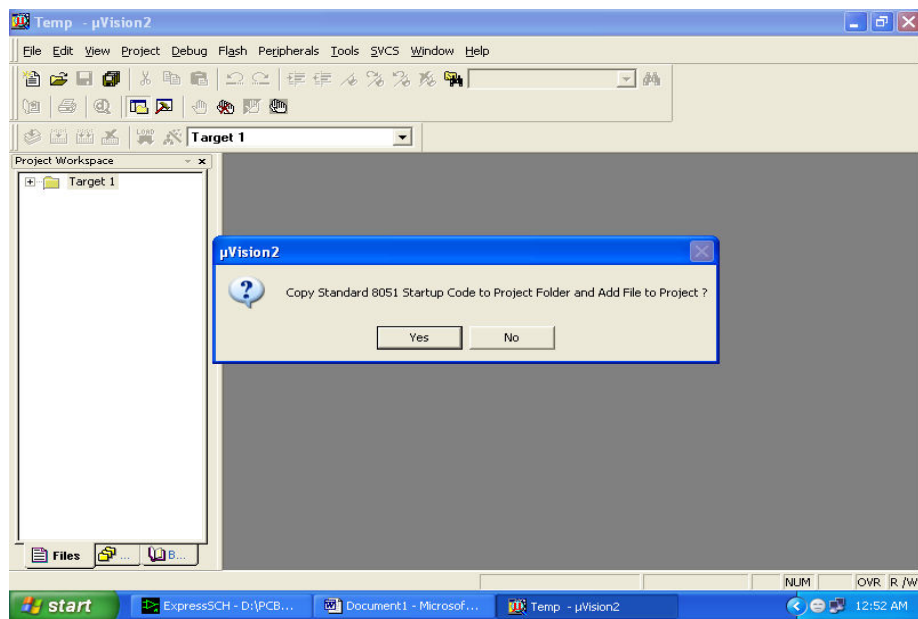 Temp - µVision2
File Edit View Project Debug Flash Peripherals Tools SVCS Window Help
LOAD Target 1
Project Workspace
Target 1
µVision2
Copy Standard 8051 Startup Code to Project Folder and Add File to Project ?
Yes No
Files ... B...
NUM OVR R/W
start ExpressSCH - D:\PCB... Document1 - Microsof... Temp - µVision2 12:52 AM